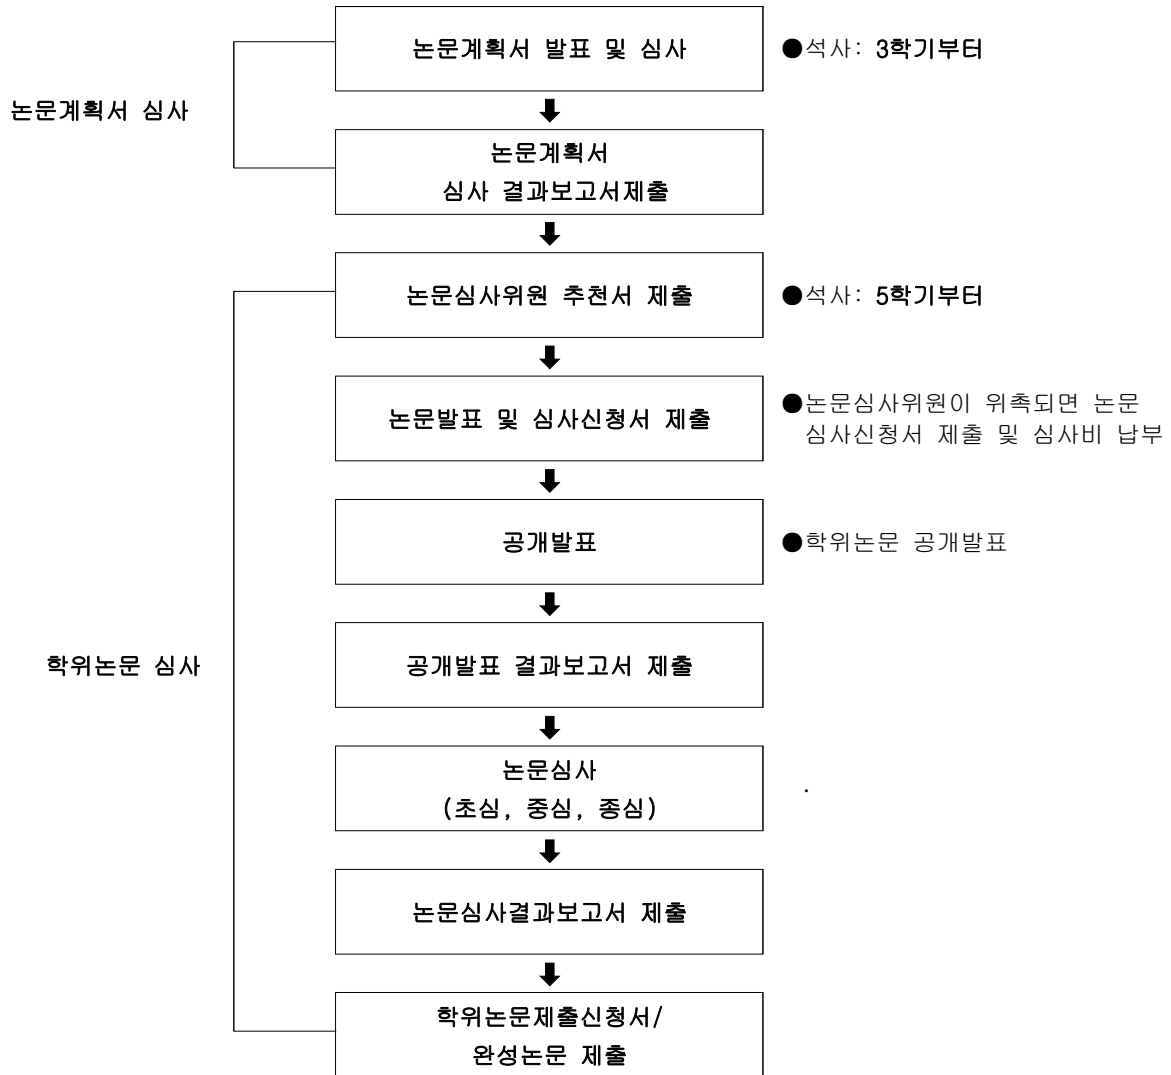 논문계획서 발표 및 심사
●석사: 3학기부터
논문계획서 심사
논문계획서
심사 결과보고서제출
논문심사위원 추천서 제출
●석사: 5학기부터
논문발표 및 심사신청서 제출
●논문심사위원이 위촉되면 논문
심사신청서 제출 및 심사비 납부
공개발표
●학위논문 공개발표
학위논문 심사
공개발표 결과보고서 제출
논문심사
(초심, 중심, 종심)
.
논문심사결과보고서 제출
학위논문제출신청서/
완성논문 제출